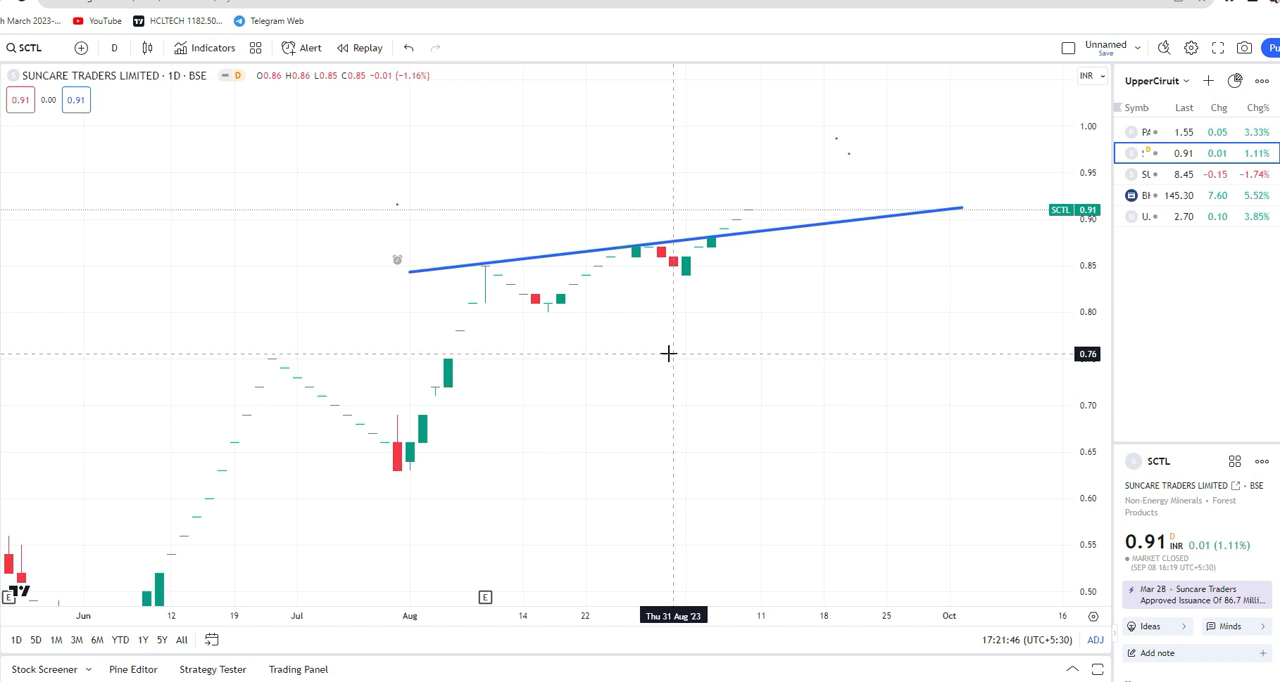 h March 2023-... YouTube HCLTECH 1182.50... Telegram Web
SCTL D Indicators Alert Replay Unnamed Save Pu
SUNCARE TRADERS LIMITED · 1D · BSE D O0.86 H0.86 L0.85 C0.85 -0.01 (-1.16%) INR
0.91 0.00 0.91
1.00
0.95
SCTL 0.91
0.90
0.85
0.80
0.76
0.70
0.65
0.60
0.55
0.50
E E
Jun 12 19 Jul Aug 14 22 Thu 31 Aug '23 11 18 25 Oct 16
1D 5D 1M 3M 6M YTD 1Y 5Y All 17:21:46 (UTC+5:30) ADJ
Stock Screener Pine Editor Strategy Tester Trading Panel
UpperCiruit
Symb Last Chg Chg%
PA 1.55 0.05 3.33%
D 0.91 0.01 1.11%
SU 8.45 -0.15 -1.74%
145.30 7.60 5.52%
U. 2.70 0.10 3.85%
S SCTL
SUNCARE TRADERS LIMITED · BSE
Non-Energy Minerals · Forest
Products
0.91 D INR 0.01 (1.11%)
MARKET CLOSED
(SEP 08 16:19 UTC+5:30)
Mar 28 · Suncare Traders
Approved Issuance Of 86.7 Milli...
Ideas Minds
Add note